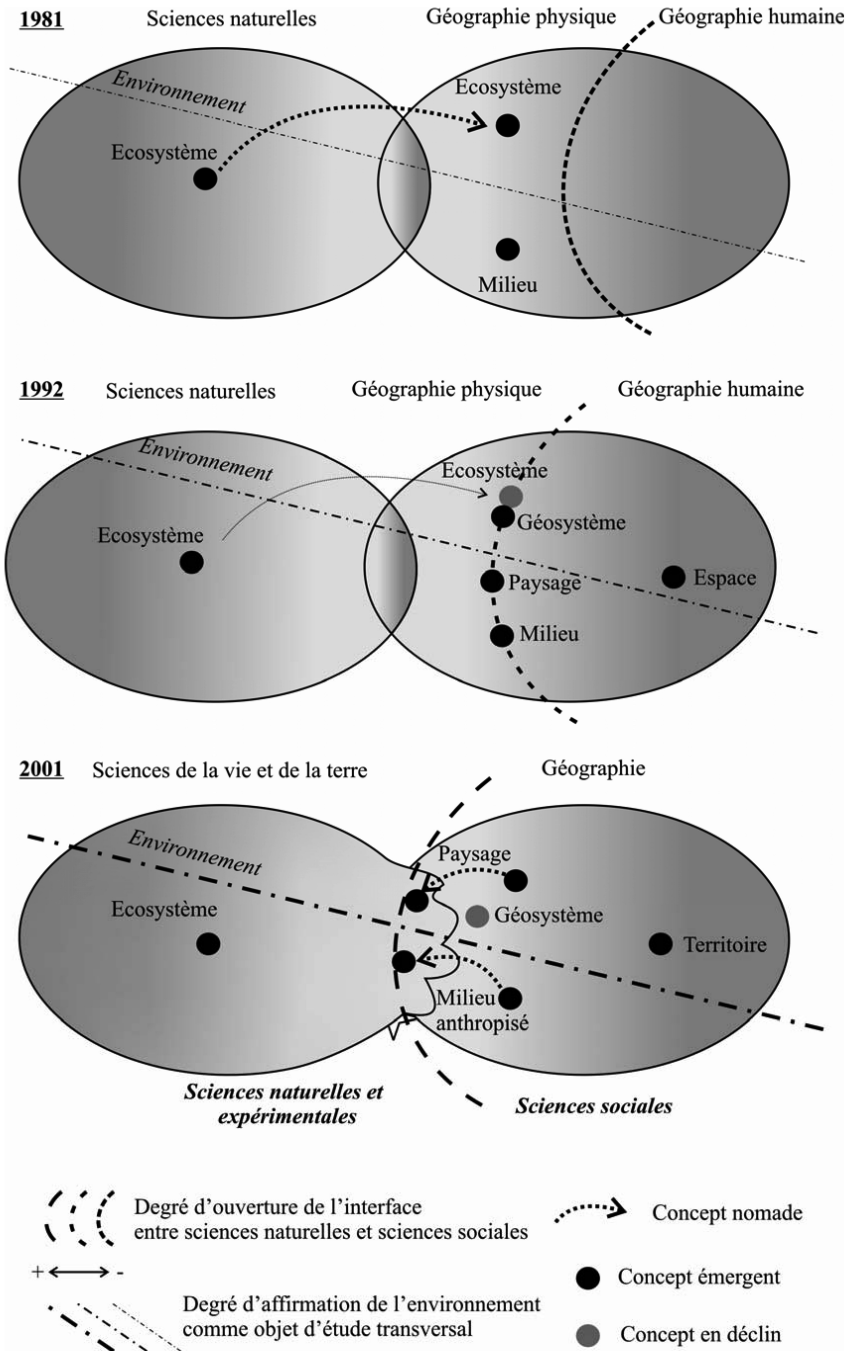 1981
Sciences naturelles
Géographie physique
Géographie humaine
Environnement
Ecosystème
Ecosystème
Milieu
1992
Sciences naturelles
Géographie physique
Géographie humaine
Environnement
Ecosystème
Ecosystème
Géosystème
Paysage
Espace
Milieu
2001
Sciences de la vie et de la terre
Géographie
Environnement
Paysage
Ecosystème
Géosystème
Territoire
Milieu
anthropisé
Sciences naturelles et
expérimentales
Sciences sociales
Degré d’ouverture de l’interface
entre sciences naturelles et sciences sociales
+ -
Degré d’affirmation de l’environnement
comme objet d’étude transversal
Concept nomade
Concept émergent
Concept en déclin